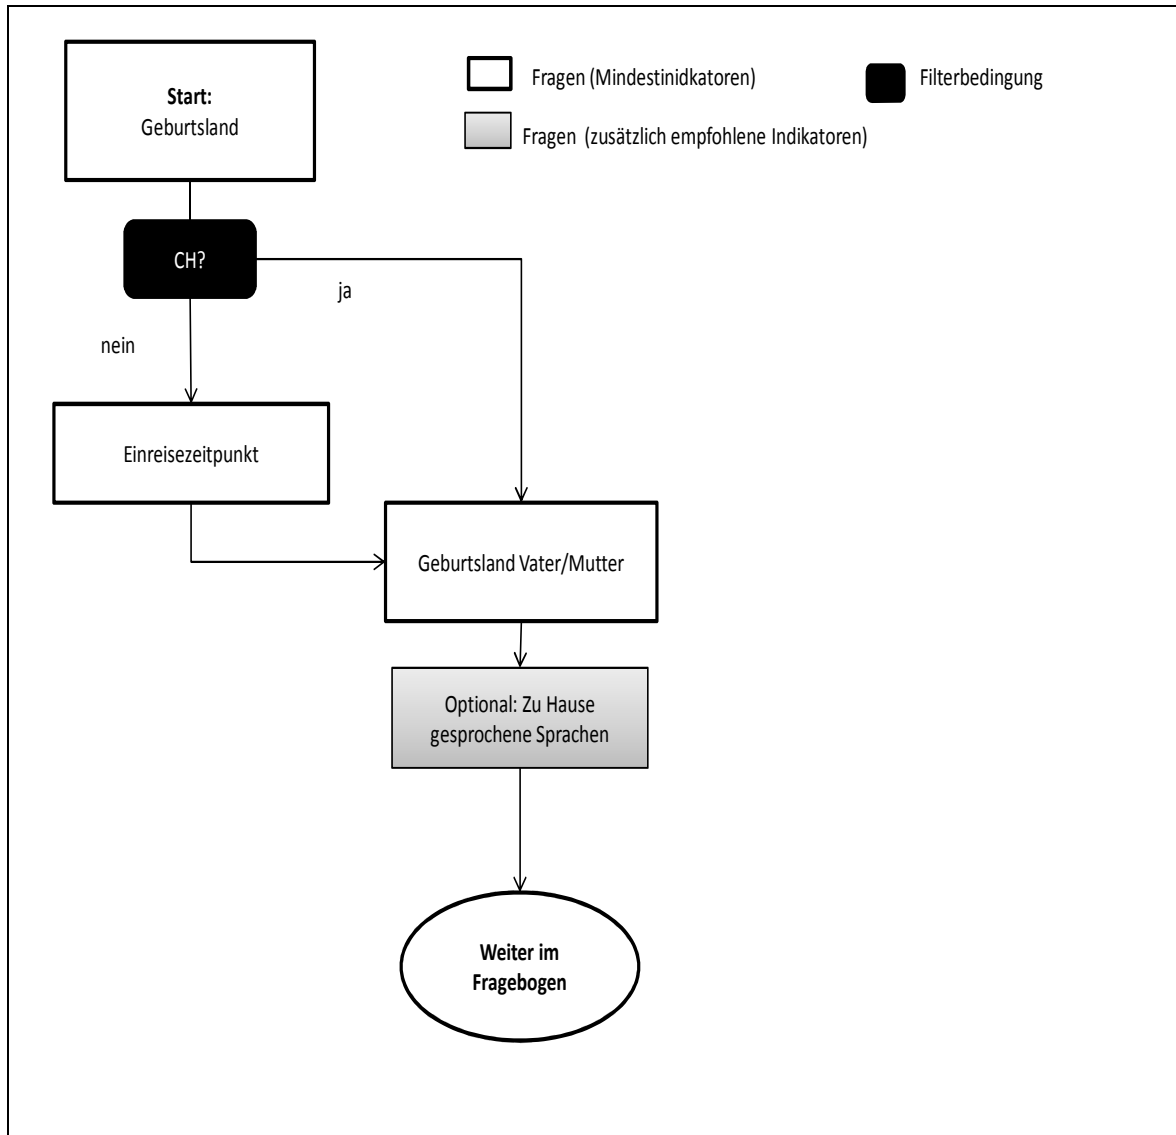 Start:
Geburtsland
Fragen (Mindestinidkatoren)
Filterbedingung
Fragen (zusätzlich empfohlene Indikatoren)
CH?
ja
nein
Einreisezeitpunkt
Geburtsland Vater/Mutter
Optional: Zu Hause
gesprochene Sprachen
Weiter im
Fragebogen